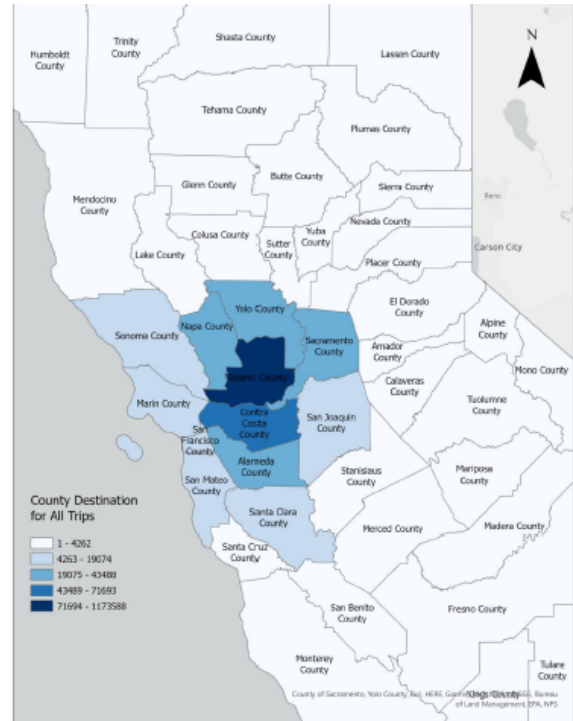 Humboldt
County
Trinity
County
Shasta County
Lassen County
N
Tehama County
Plumas County
Mendocino
County
Glenn County
Butte County
Sierra County
Reno
Lake County
Colusa County
Sutter
County
Yuba
County
Nevada County
Placer County
Carson City
Sonoma County
Napa County
Yolo County
Sacramento
County
El Dorado
County
Alpine
County
Amador
County
Mono County
Solano County
Calaveras
County
Tuolumne
County
Marin County
Contra
Costa
County
San Joaquin
County
San
Francisco
County
Alameda
County
Stanislaus
County
Mariposa
County
San Mateo
County
Santa Clara
County
Merced County
Madera County
Santa Cruz
County
San Benito
County
Fresno County
Monterey
County
Tulare
County
Kings County
County Destination
for All Trips
1 - 4262
4263 - 19074
19075 - 43488
43489 - 71693
71694 - 1173588
County of Sacramento, Yolo County, Esri, HERE, Bureau
of Land Management, EPA, NPS